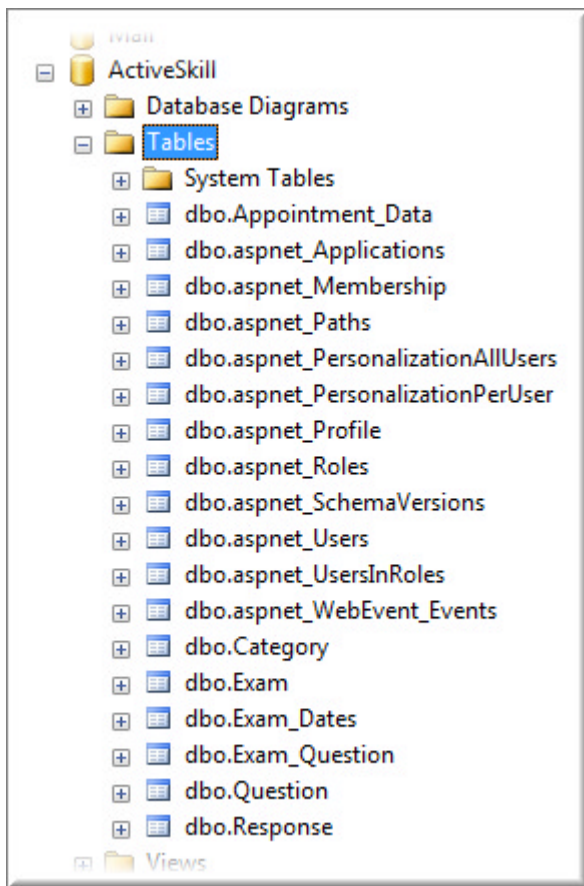 Mail
ActiveSkill
Database Diagrams
Tables
System Tables
dbo.Appointment_Data
dbo.aspnet_Applications
dbo.aspnet_Membership
dbo.aspnet_Paths
dbo.aspnet_PersonalizationAllUsers
dbo.aspnet_PersonalizationPerUser
dbo.aspnet_Profile
dbo.aspnet_Roles
dbo.aspnet_SchemaVersions
dbo.aspnet_Users
dbo.aspnet_UsersInRoles
dbo.aspnet_WebEvent_Events
dbo.Category
dbo.Exam
dbo.Exam_Dates
dbo.Exam_Question
dbo.Question
dbo.Response
Views